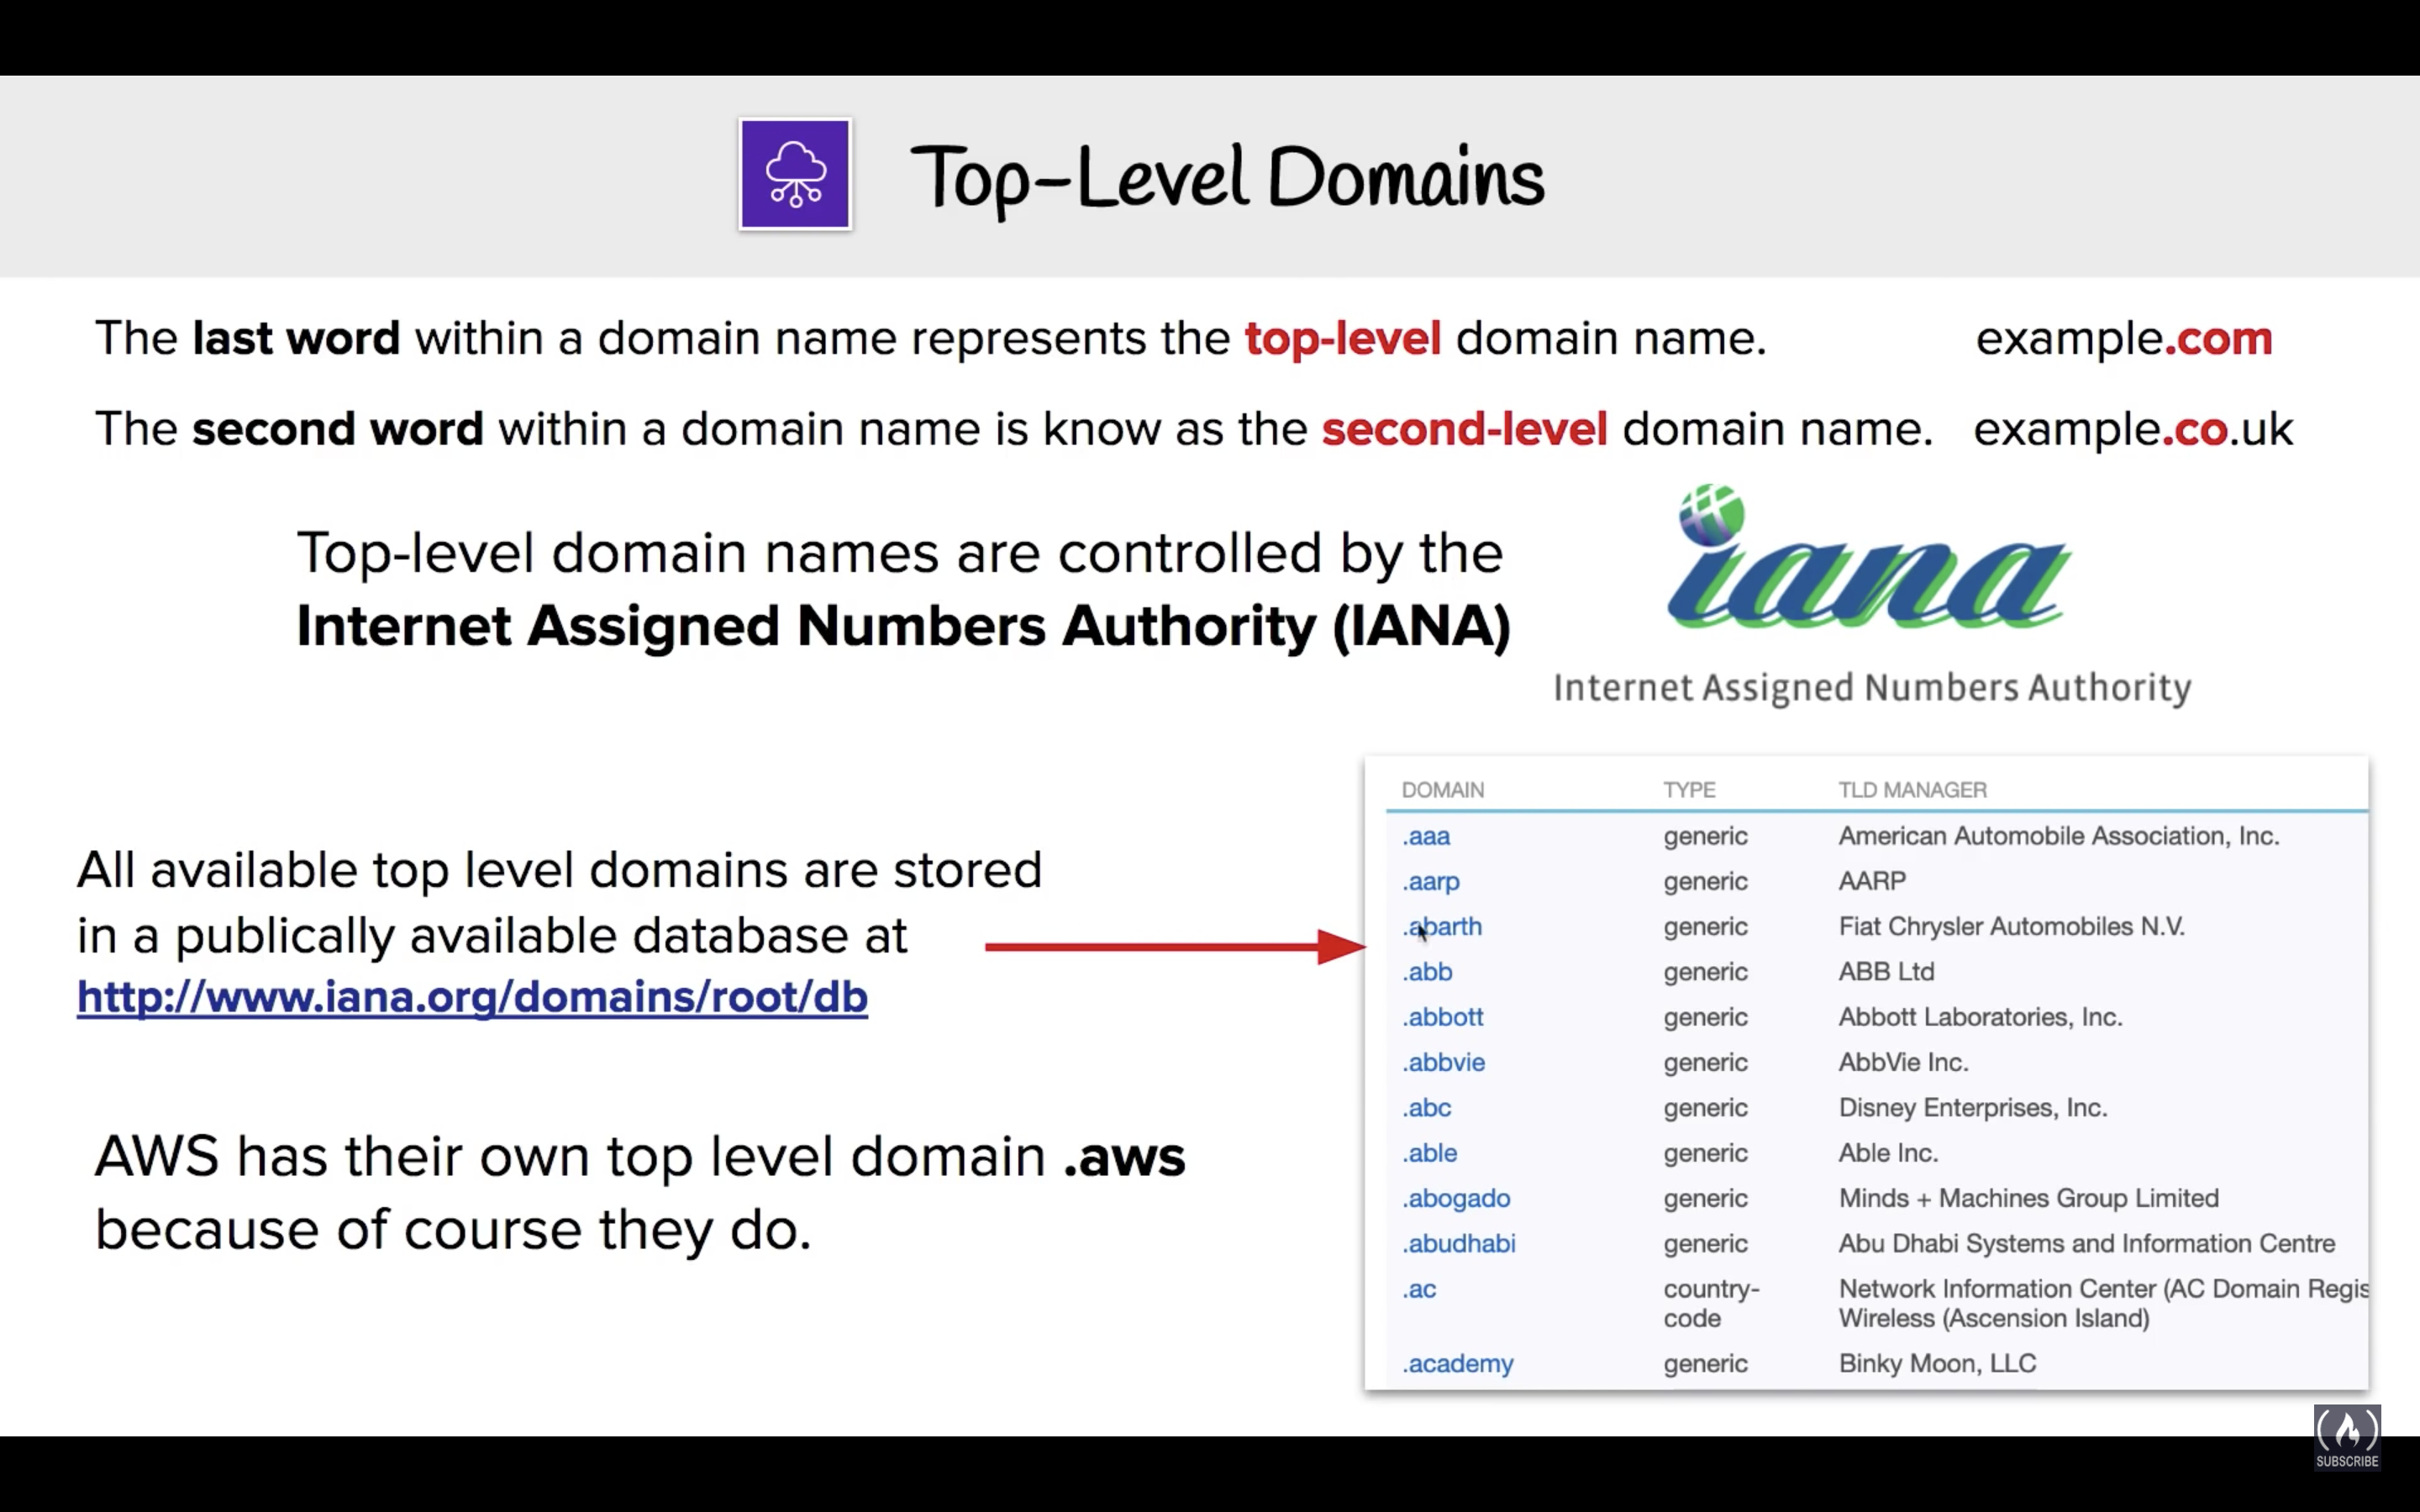 Top-Level Domains
The last word within a domain name represents the top-level domain name. example.com
The second word within a domain name is know as the second-level domain name. example.co.uk
Top-level domain names are controlled by the
Internet Assigned Numbers Authority (IANA)
iana
Internet Assigned Numbers Authority
All available top level domains are stored
in a publically available database at
http://www.iana.org/domains/root/db
AWS has their own top level domain .aws
because of course they do.
DOMAIN TYPE TLD MANAGER
.aaa generic American Automobile Association, Inc.
.aarp generic AARP
.abarth generic Fiat Chrysler Automobiles N.V.
.abb generic ABB Ltd
.abbott generic Abbott Laboratories, Inc.
.abbvie generic AbbVie Inc.
.abc generic Disney Enterprises, Inc.
.able generic Able Inc.
.abogado generic Minds + Machines Group Limited
.abudhabi generic Abu Dhabi Systems and Information Centre
.ac country- Network Information Center (AC Domain Regis
code Wireless (Ascension Island)
.academy generic Binky Moon, LLC
SUBSCRIBE